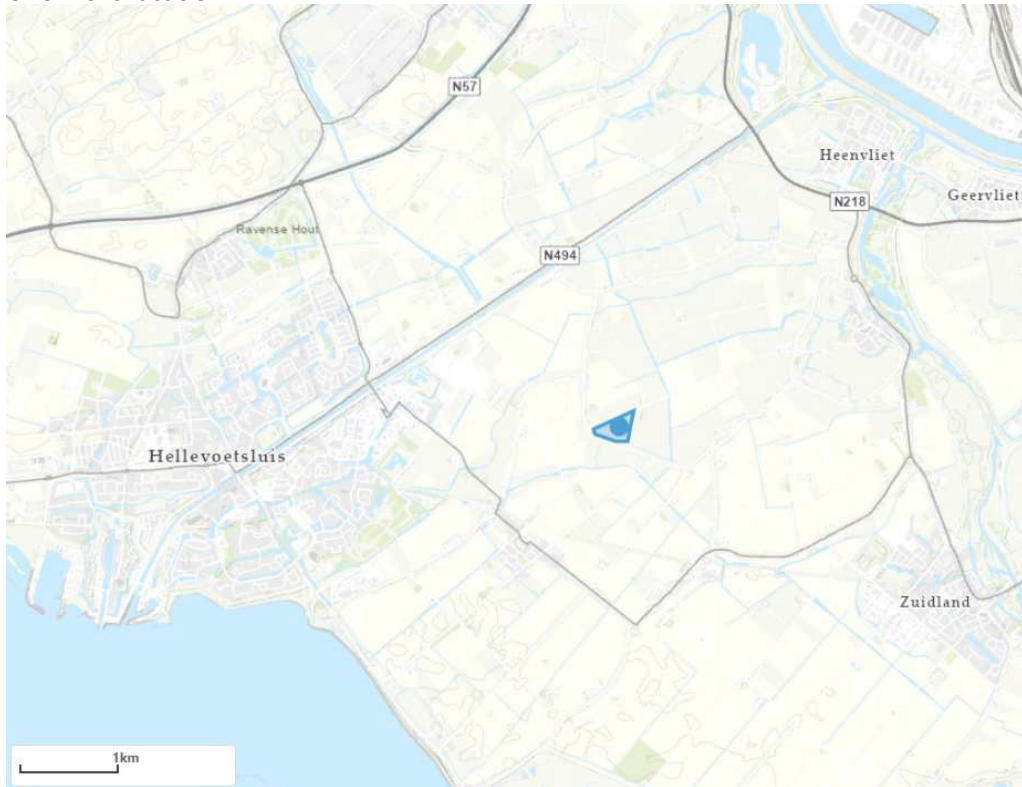 N57
Heenvliet
Geervliet
N218
Ravense Hout
N494
Hellevoetsluis
Zuidland
1km